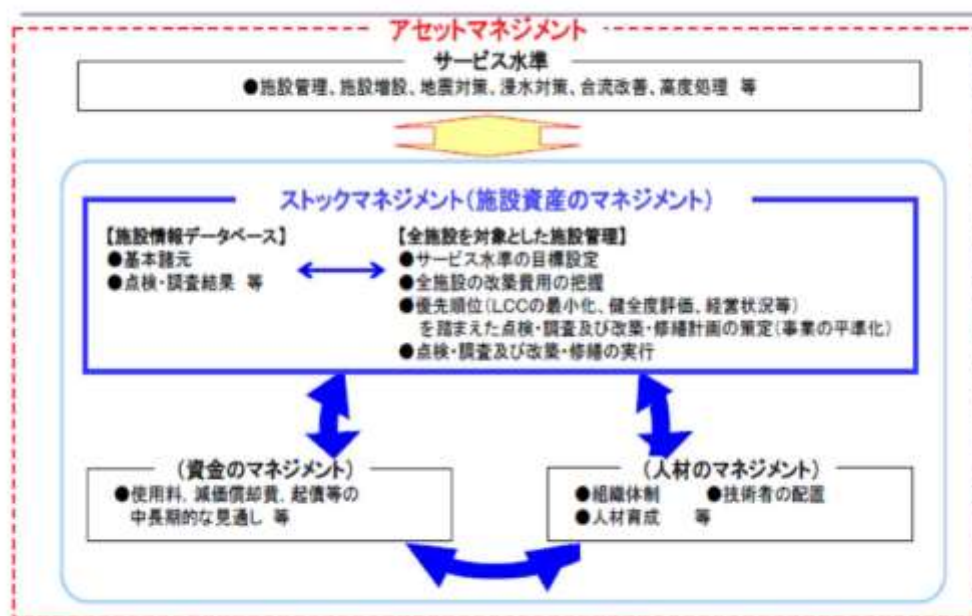 アセットマネジメント
サービス水準
●施設管理、施設増設、地震対策、浸水対策、合流改善、高度処理 等
ストックマネジメント(施設資産のマネジメント)
【施設情報データベース】
●基本諸元
●点検・調査結果 等
【全施設を対象とした施設管理】
●サービス水準の目標設定
●全施設の改築費用の把握
●優先順位(LCCの最小化、健全度評価、経営状況等)
を踏まえた点検・調査及び改築・修繕計画の策定(事業の平準化)
●点検・調査及び改築・修繕の実行
(資金のマネジメント)
●使用料、減価償却費、起債等の
中長期的な見通し 等
(人材のマネジメント)
●組織体制 ●技術者の配置
●人材育成 等